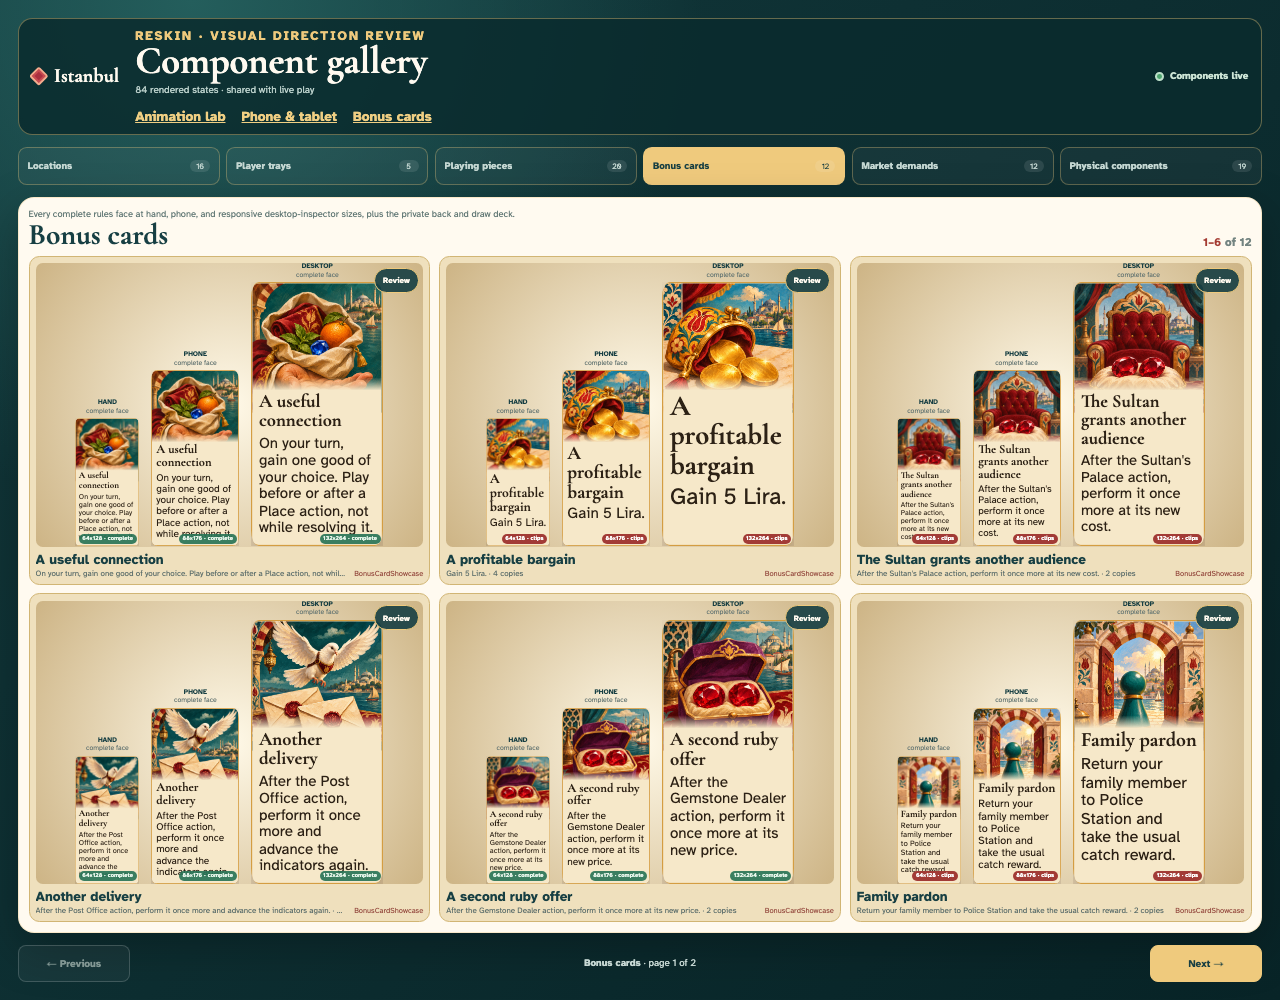 RESKIN · VISUAL DIRECTION REVIEW
Istanbul
Component gallery
84 rendered states · shared with live play
Animation lab Phone & tablet Bonus cards
Components live
Locations 16
Player trays 5
Playing pieces 20
Bonus cards 12
Market demands 12
Physical components 19
Every complete rules face at hand, phone, and responsive desktop-inspector sizes, plus the private back and draw deck.
Bonus cards
1–6 of 12
HAND
complete face
A useful
connection
On your turn,
gain one good of
your choice. Play
before or after a
Place action, not
64x128 · complete
PHONE
complete face
A useful
connection
On your turn,
gain one good of
your choice. Play
before or after a
Place action, not
while resolving it.
88x176 · complete
DESKTOP
complete face
Review
A useful
connection
On your turn,
gain one good of
your choice. Play
before or after a
Place action, not
while resolving it.
132x264 · complete
A useful connection
On your turn, gain one good of your choice. Play before or after a Place action, not whil... BonusCardShowcase
HAND
complete face
A
profitable
bargain
Gain 5 Lira.
64x128 · clips
PHONE
complete face
A
profitable
bargain
Gain 5 Lira.
88x176 · clips
DESKTOP
complete face
Review
A
profitable
bargain
Gain 5 Lira.
132x264 · clips
A profitable bargain
Gain 5 Lira. · 4 copies BonusCardShowcase
HAND
complete face
The Sultan
grants another
audience
After the Sultan's
Palace action,
perform it once
more at its new
64x128 · clips
PHONE
complete face
The Sultan
grants another
audience
After the Sultan's
Palace action,
perform it once
more at its new
cost.
88x176 · clips
DESKTOP
complete face
Review
The Sultan
grants another
audience
After the Sultan's
Palace action,
perform it once
more at its new
cost.
132x264 · clips
The Sultan grants another audience
After the Sultan's Palace action, perform it once more at its new cost. · 2 copies BonusCardShowcase
HAND
complete face
Another
delivery
After the Post
Office action,
perform it once
more and
advance the
64x128 · complete
PHONE
complete face
Another
delivery
After the Post
Office action,
perform it once
more and
advance the
indicators again.
88x176 · complete
DESKTOP
complete face
Review
Another
delivery
After the Post
Office action,
perform it once
more and
advance the
indicators again.
132x264 · complete
Another delivery
After the Post Office action, perform it once more and advance the indicators again. · ... BonusCardShowcase
HAND
complete face
A second ruby
offer
After the
Gemstone Dealer
action, perform it
once more at its
new price.
64x128 · complete
PHONE
complete face
A second ruby
offer
After the
Gemstone Dealer
action, perform it
once more at its
new price.
88x176 · complete
DESKTOP
complete face
Review
A second ruby
offer
After the
Gemstone Dealer
action, perform it
once more at its
new price.
132x264 · complete
A second ruby offer
After the Gemstone Dealer action, perform it once more at its new price. · 2 copies BonusCardShowcase
HAND
complete face
Family pardon
Return your
family member
to Police
Station and
take the usual
catch reward.
64x128 · clips
PHONE
complete face
Family pardon
Return your
family member
to Police
Station and
take the usual
catch reward.
88x176 · clips
DESKTOP
complete face
Review
Family pardon
Return your
family member
to Police
Station and
take the usual
catch reward.
132x264 · clips
Family pardon
Return your family member to Police Station and take the usual catch reward. · 2 copies BonusCardShowcase
← Previous
Bonus cards · page 1 of 2
Next →